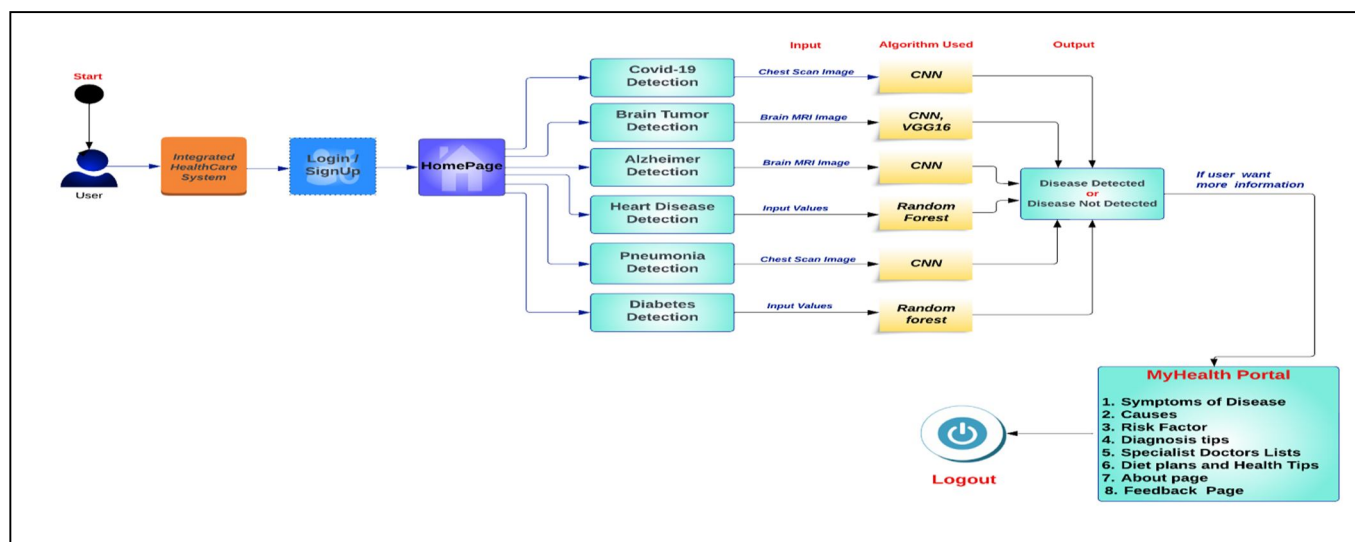 Input
Algorithm Used
Output
Start
User
Integrated
HealthCare
System
Login /
SignUp
HomePage
Covid-19
Detection
Chest Scan Image
CNN
Brain Tumor
Detection
Brain MRI Image
CNN,
VGG16
Alzheimer
Detection
Brain MRI Image
CNN
Heart Disease
Detection
Input Values
Random
Forest
Pneumonia
Detection
Chest Scan Image
CNN
Diabetes
Detection
Input Values
Random
forest
Disease Detected
or
Disease Not Detected
If user want
more information
MyHealth Portal
1. Symptoms of Disease
2. Causes
3. Risk Factor
4. Diagnosis tips
5. Specialist Doctors Lists
6. Diet plans and Health Tips
7. About page
8. Feedback Page
Logout